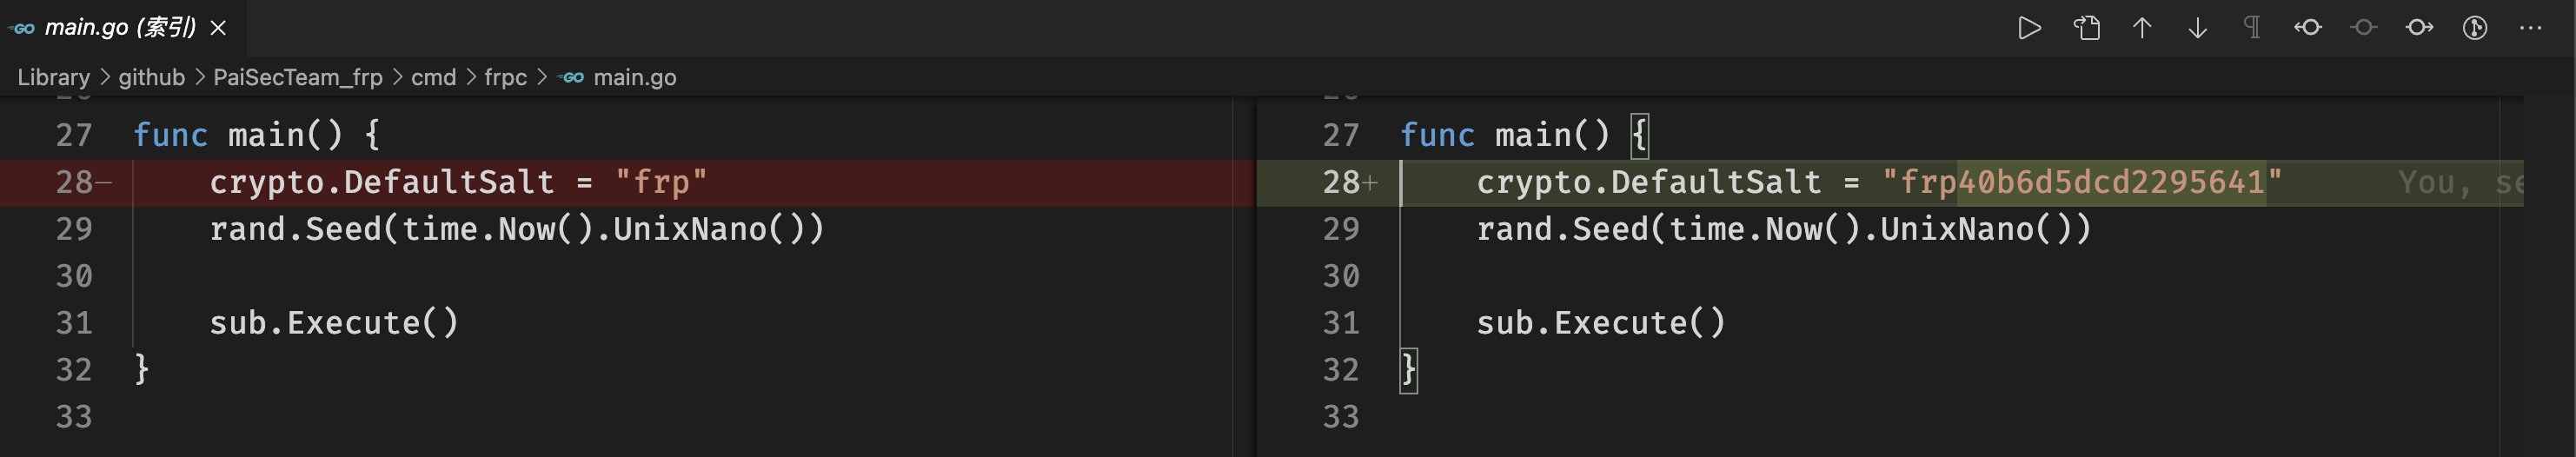 GO main.go (索引)
Library > github > PaiSecTeam_frp > cmd > frpc > GO main.go
27 func main() {
28− crypto.DefaultSalt = "frp"
29 rand.Seed(time.Now().UnixNano())
30
31 sub.Execute()
32 }
33
27 func main() {
28+ crypto.DefaultSalt = "frp40b6d5dcd2295641" You,
29 rand.Seed(time.Now().UnixNano())
30
31 sub.Execute()
32 }
33